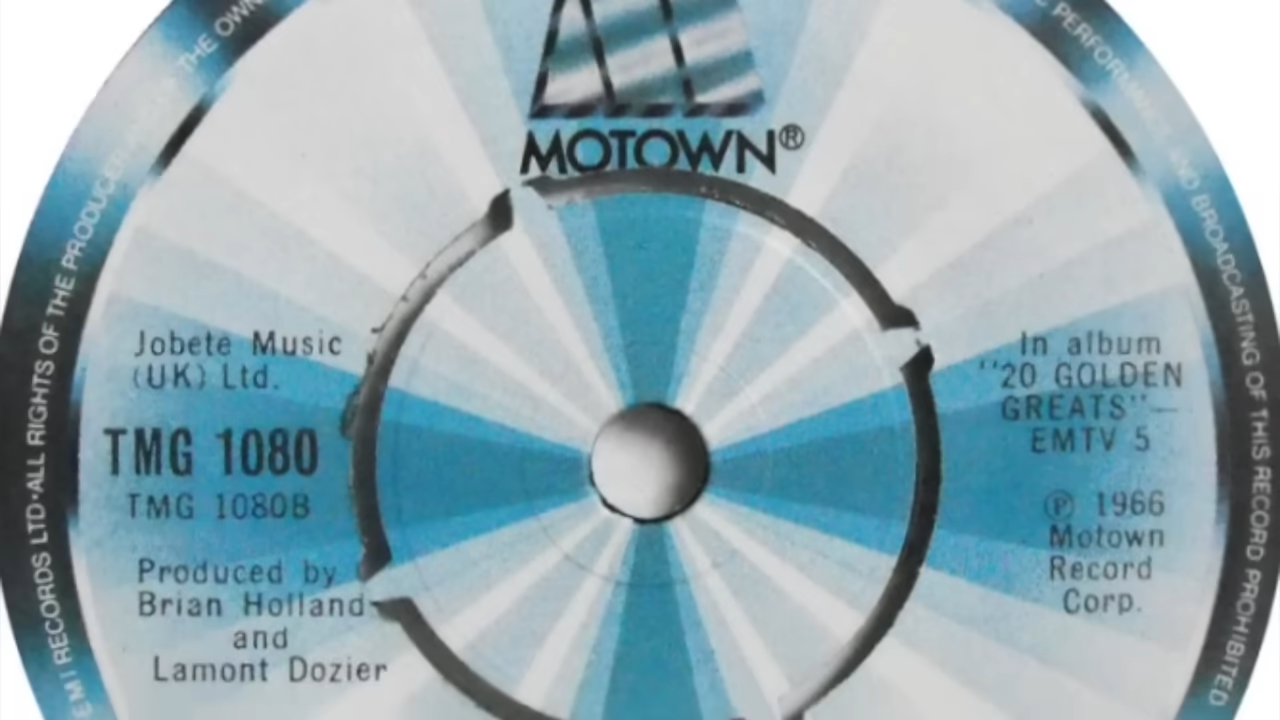 MOTOWN®
Jobete Music
(UK) Ltd.
TMG 1080
TMG 1080B
Produced by
Brian Holland
and
Lamont Dozier
In album
"20 GOLDEN
GREATS"—
EMTV 5
Ⓟ 1966
Motown
Record
Corp.
EMI RECORDS LTD·ALL RIGHTS OF THE PRODUCER AND THE OWN
PERFORMANCE AND BROADCASTING OF THIS RECORD PROHIBITED